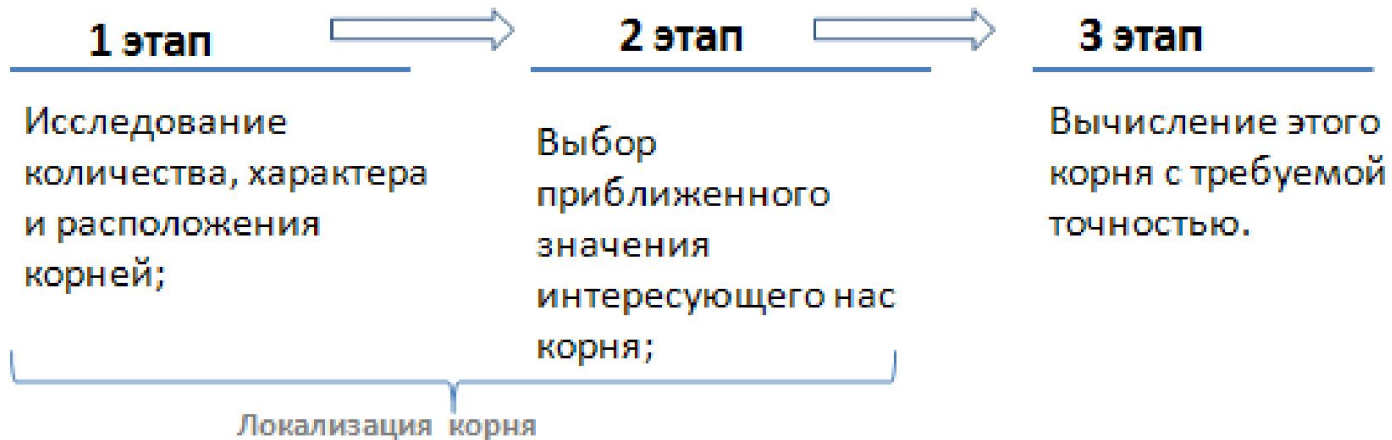 1 этап
Исследование
количества, характера
и расположения
корней;
2 этап
Выбор
приближенного
значения
интересующего нас
корня;
3 этап
Вычисление этого
корня с требуемой
точностью.
Локализация корня